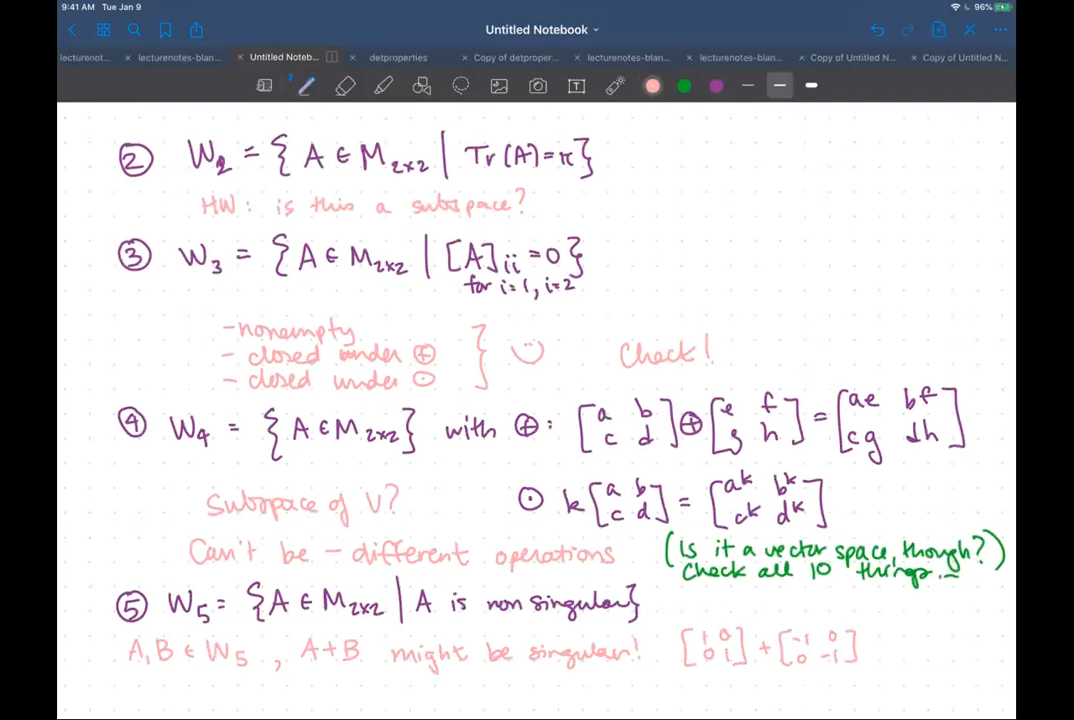 9:41 AM Tue Jan 9
96%
Untitled Notebook
lecturenot...
lecturenotes-blan...
Untitled Noteb...
detproperties
Copy of detproper...
lecturenotes-blan...
lecturenotes-blan...
Copy of Untitled N...
Copy of Untitled N...
② W₂ = { A ∈ M₂ₓ₂ | Tr(A) = π }
HW: is this a subspace?
③ W₃ = { A ∈ M₂ₓ₂ | [A]ᵢᵢ = 0 }
for i=1, i=2
- nonempty
- closed under ⊕
- closed under ⊙
} Check!
④ W₄ = { A ∈ M₂ₓ₂ } with ⊕: [a b; c d] ⊕ [e f; g h] = [ae bf; cg dh]
Subspace of V? ⊙ k [a b; c d] = [aᵏ bᵏ; cᵏ dᵏ]
Can't be - different operations (Is it a vector space, though?
Check all 10 things.)
⑤ W₅ = { A ∈ M₂ₓ₂ | A is nonsingular }
A, B ∈ W₅, A+B might be singular! [1 0; 0 1] + [-1 0; 0 -1]